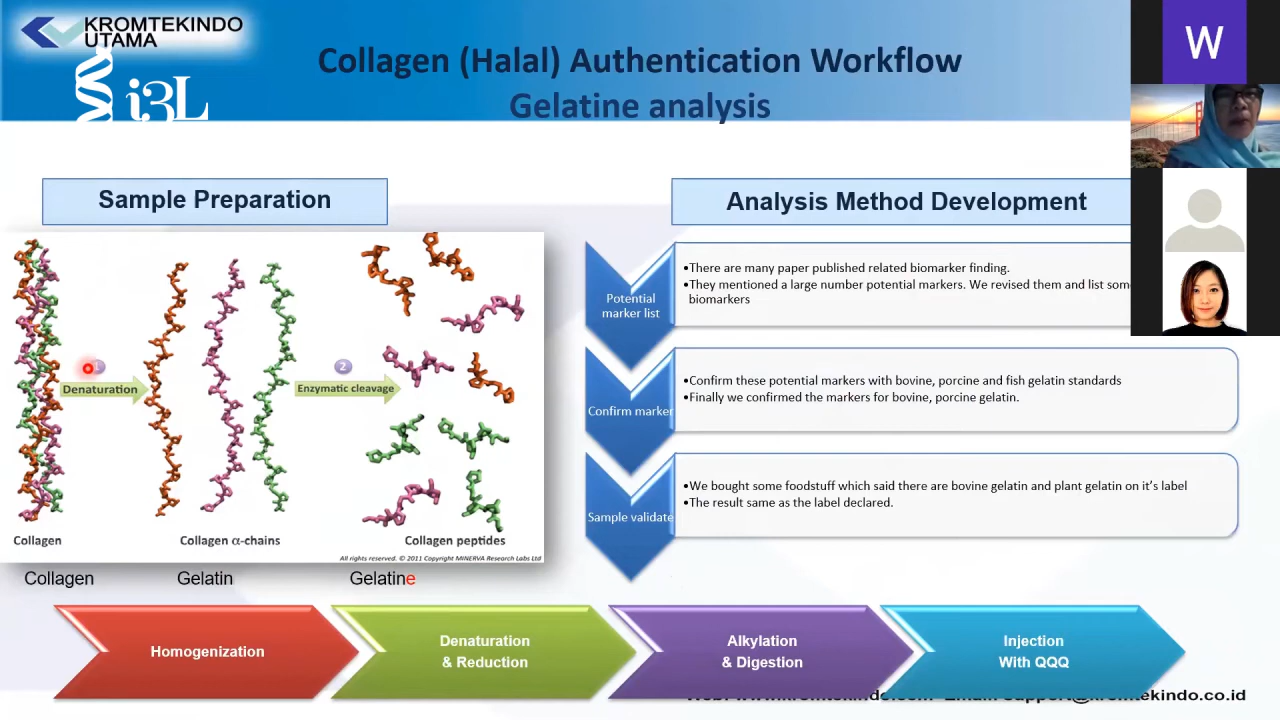 KROMTEKINDO
UTAMA
i3L
Collagen (Halal) Authentication Workflow
Gelatine analysis
W
Sample Preparation
1
Denaturation
2
Enzymatic cleavage
Collagen
Collagen α-chains
Collagen peptides
All rights reserved. © 2011 Copyright MINERVA Research Labs Ltd
Collagen
Gelatin
Gelatine
Analysis Method Development
Potential
marker list
•There are many paper published related biomarker finding.
•They mentioned a large number potential markers. We revised them and list
biomarkers
Confirm marker
•Confirm these potential markers with bovine, porcine and fish gelatin standards
•Finally we confirmed the markers for bovine, porcine gelatin.
Sample validate
•We bought some foodstuff which said there are bovine gelatin and plant gelatin on it's label
•The result same as the label declared.
Homogenization
Denaturation
& Reduction
Alkylation
& Digestion
Injection
With QQQ